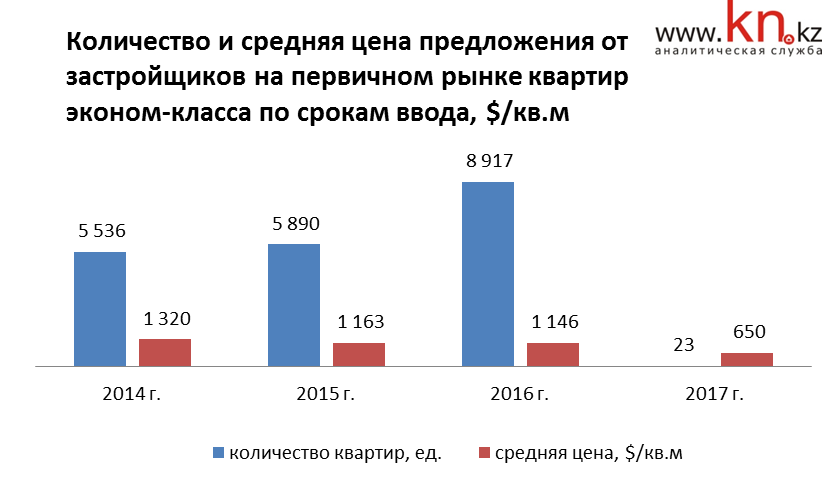 Количество и средняя цена предложения от
застройщиков на первичном рынке квартир
эконом-класса по срокам ввода, $/кв.м
www.kn.kz
аналитическая служба
8 917
5 536
5 890
1 320
1 163
1 146
23
650
2014 г.
2015 г.
2016 г.
2017 г.
количество квартир, ед.
средняя цена, $/кв.м